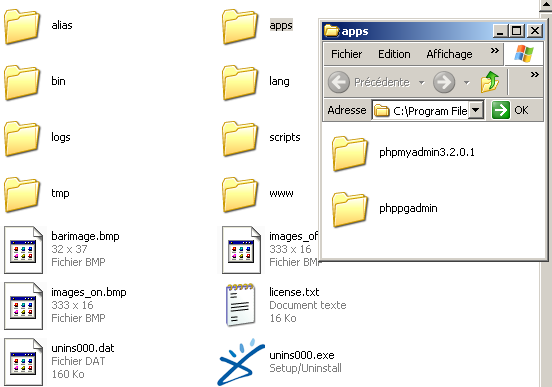 alias
apps
bin
lang
logs
scripts
tmp
www
barimage.bmp
32 x 37
Fichier BMP
images_of
333 x 16
Fichier BMP
images_on.bmp
333 x 16
Fichier BMP
license.txt
Document texte
16 Ko
unins000.dat
Fichier DAT
160 Ko
unins000.exe
Setup/Uninstall
apps
Fichier Edition Affichage »
Précédente »
Adresse C:\Program File OK
phpmyadmin3.2.0.1
phppgadmin